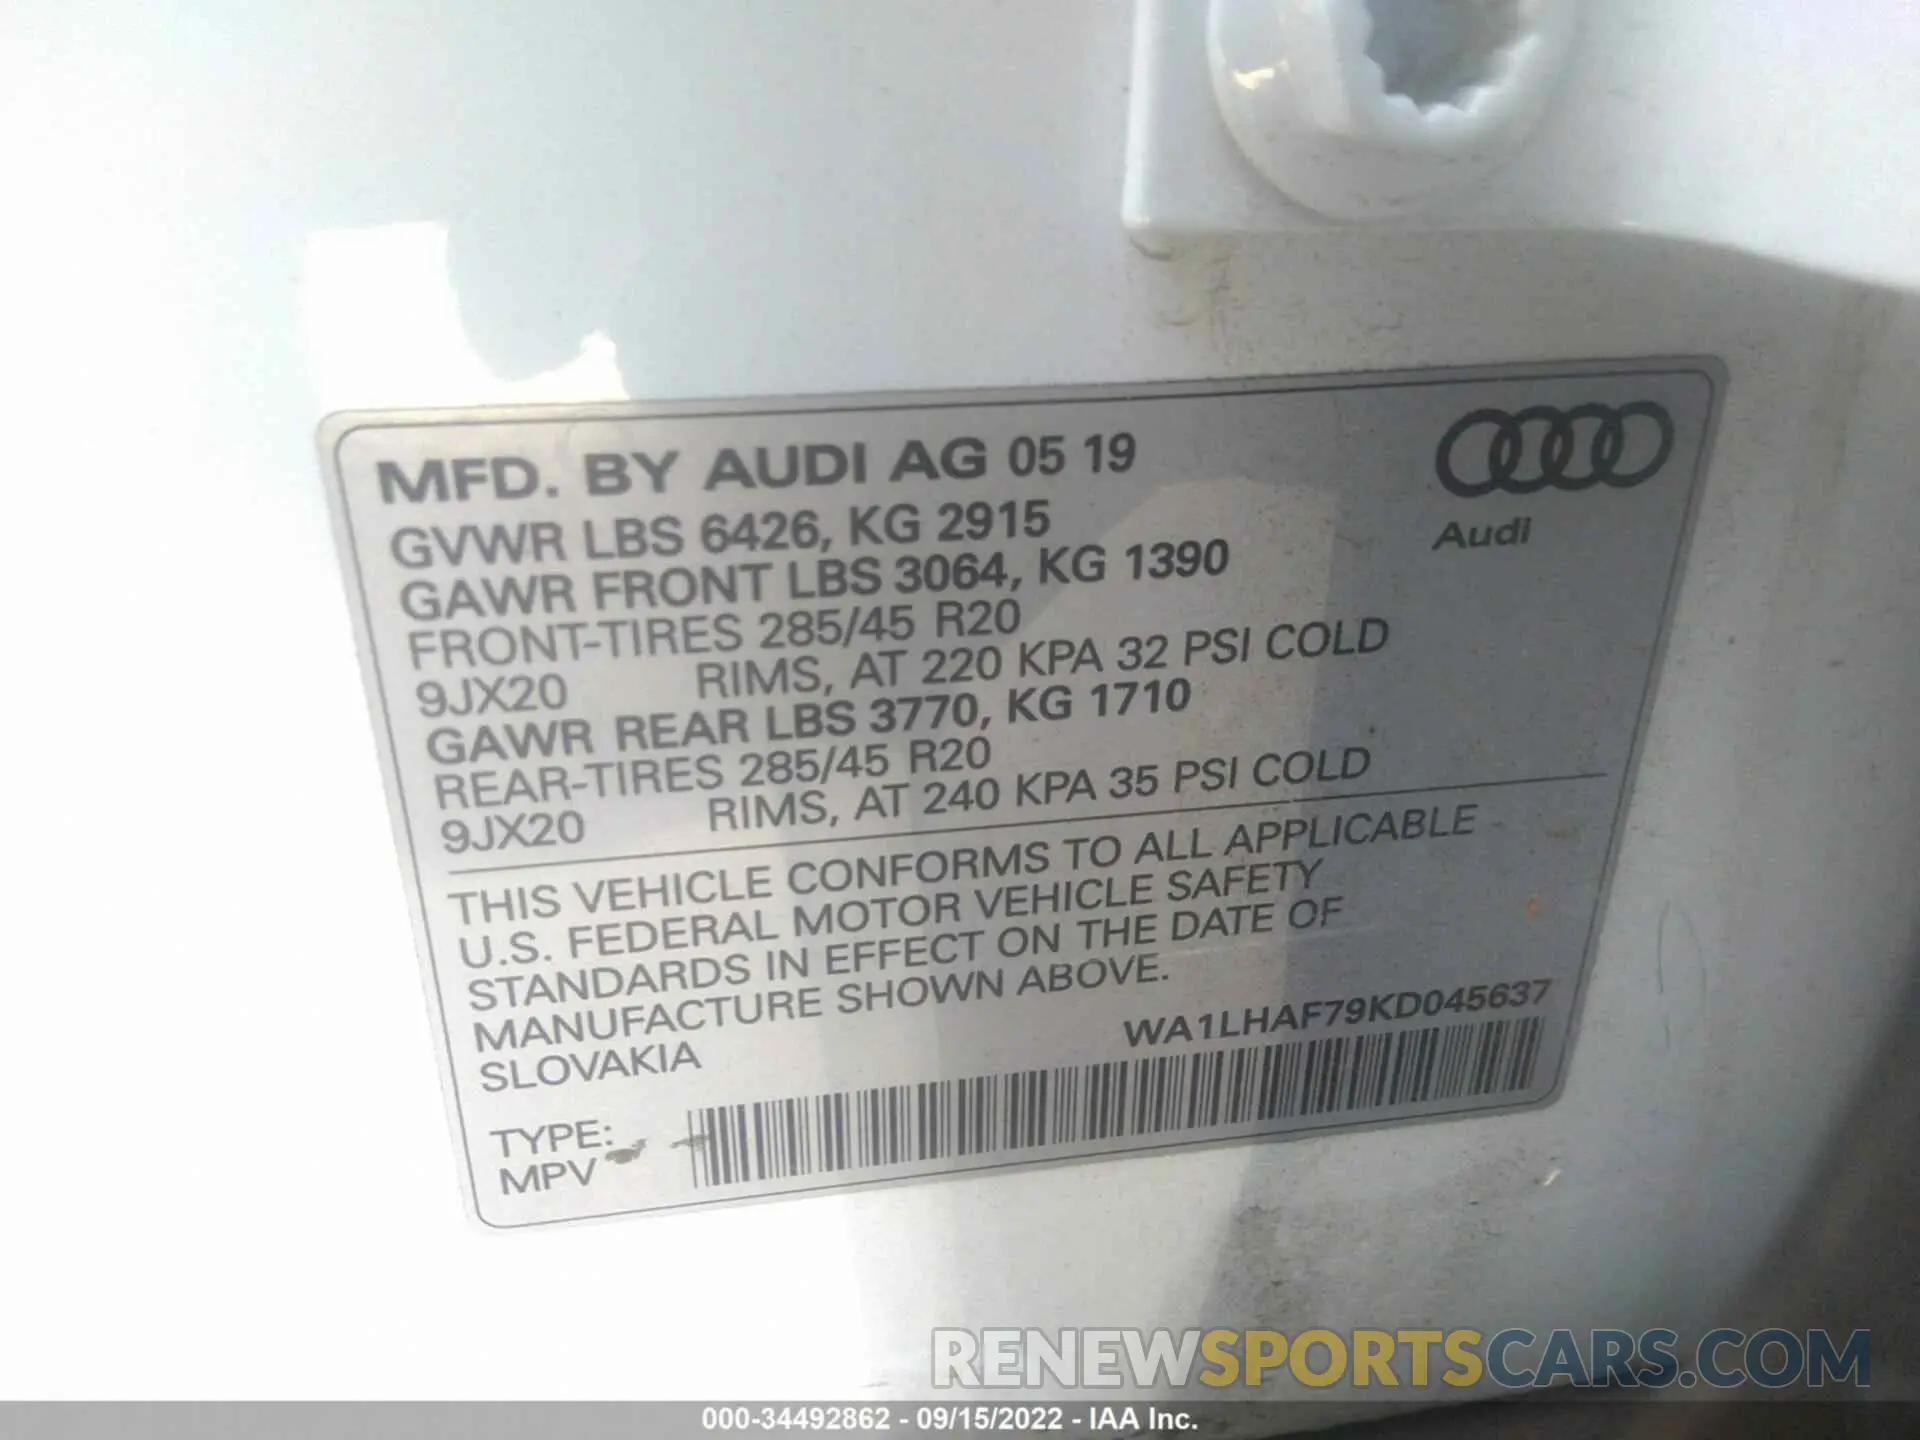 MFD. BY AUDI AG 05 19
Audi
GVWR LBS 6426, KG 2915
GAWR FRONT LBS 3064, KG 1390
FRONT-TIRES 285/45 R20
9JX20 RIMS, AT 220 KPA 32 PSI COLD
GAWR REAR LBS 3770, KG 1710
REAR-TIRES 285/45 R20
9JX20 RIMS, AT 240 KPA 35 PSI COLD
THIS VEHICLE CONFORMS TO ALL APPLICABLE
U.S. FEDERAL MOTOR VEHICLE SAFETY
STANDARDS IN EFFECT ON THE DATE OF
MANUFACTURE SHOWN ABOVE.
SLOVAKIA
WA1LHAF79KD045637
TYPE:
MPV
RENEWSPORTSCARS.COM
000-34492862 - 09/15/2022 - IAA Inc.